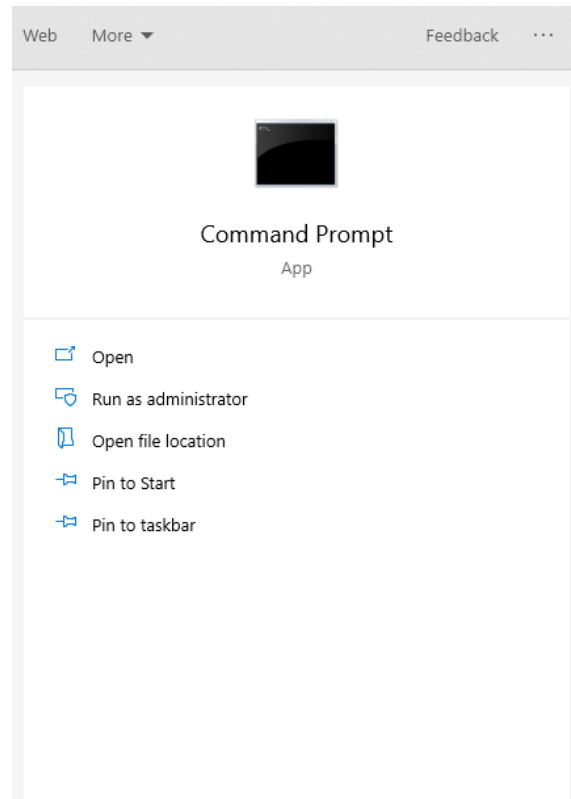 Web More Feedback ...
Command Prompt
App
Open
Run as administrator
Open file location
Pin to Start
Pin to taskbar